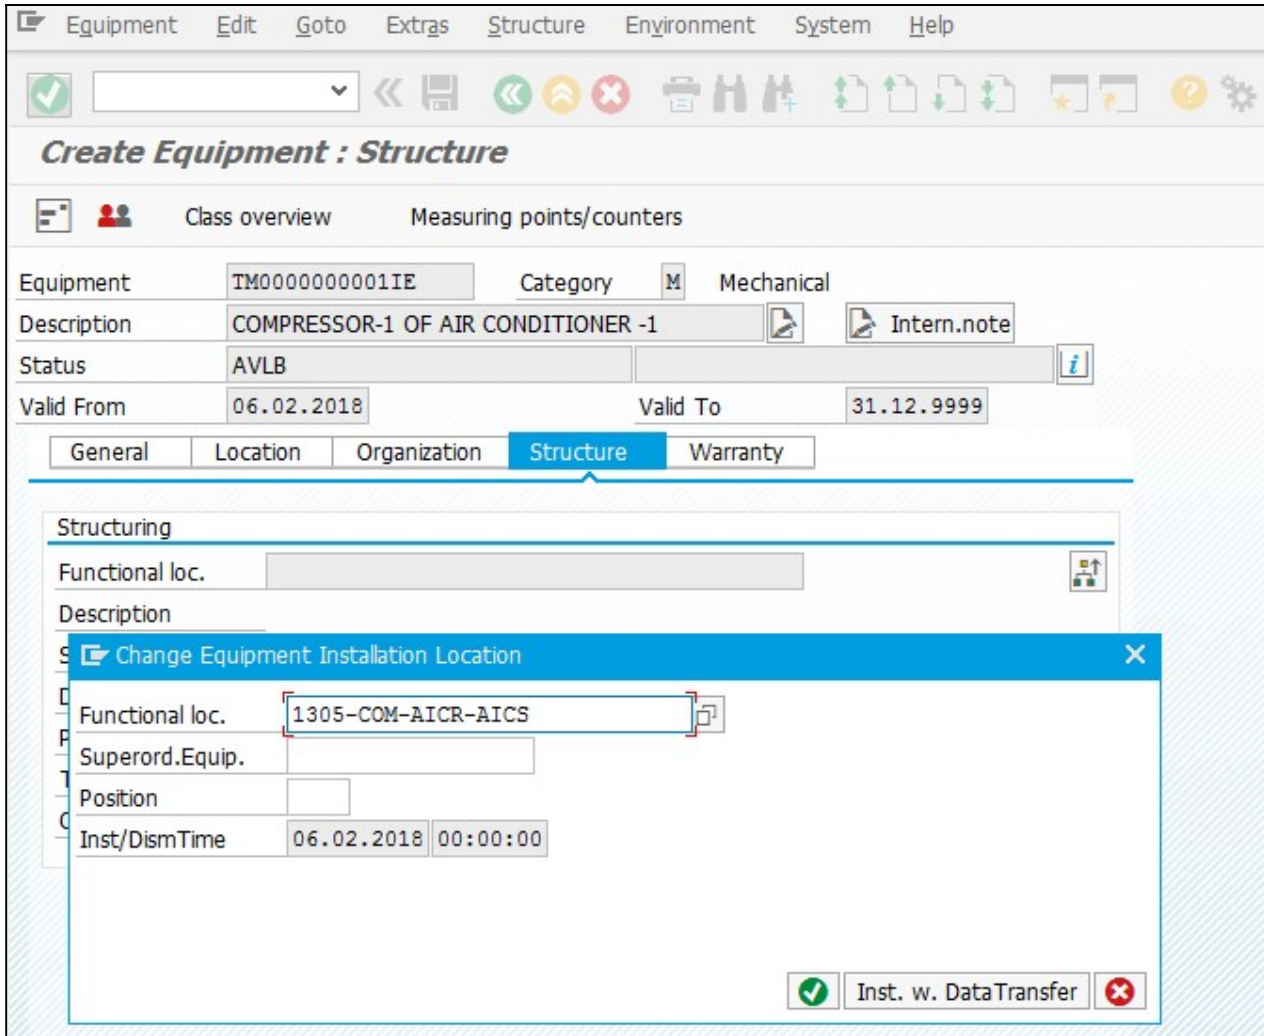 Equipment Edit Goto Extras Structure Environment System Help
Create Equipment : Structure
Class overview Measuring points/counters
Equipment TM0000000001IE Category M Mechanical
Description COMPRESSOR-1 OF AIR CONDITIONER -1 Intern.note
Status AVLB
Valid From 06.02.2018 Valid To 31.12.9999
General Location Organization Structure Warranty
Structuring
Functional loc.
Description
Change Equipment Installation Location
Functional loc. 1305-COM-AICR-AICS
Superord.Equip.
Position
Inst/DismTime 06.02.2018 00:00:00
Inst. w. DataTransfer